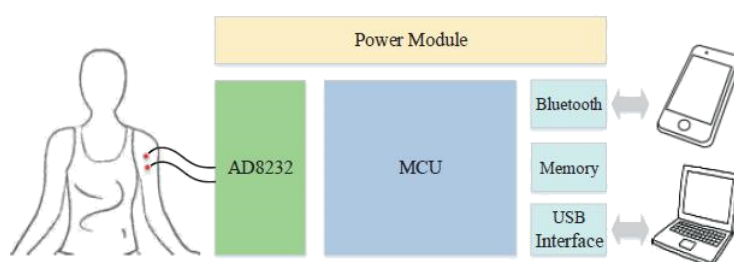 Power Module
AD8232
MCU
Bluetooth
Memory
USB
Interface